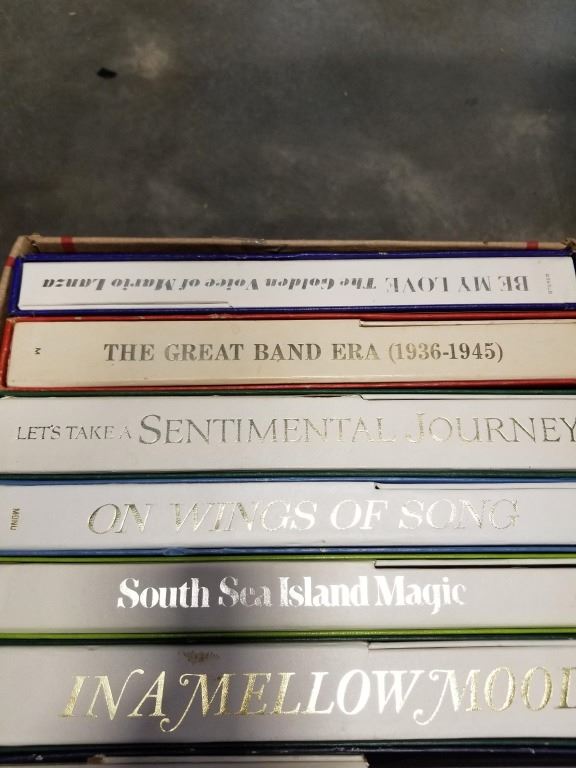 BE MY LOVE The Golden Voice of Mario Lanza
M THE GREAT BAND ERA (1936-1945)
LET'S TAKE A SENTIMENTAL JOURNEY
MONU ON WINGS OF SONG
South Sea Island Magic
IN A MELLOW MOOD